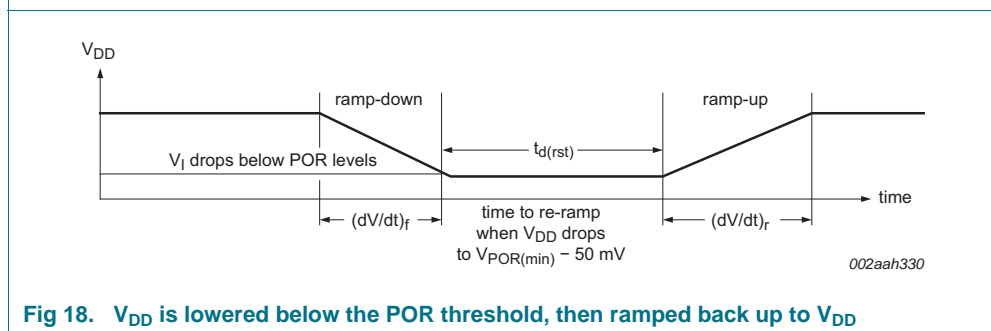 VDD
ramp-down
ramp-up
td(rst)
VI drops below POR levels
time
(dV/dt)f
time to re-ramp
when VDD drops
to VPOR(min) − 50 mV
(dV/dt)r
002aah330
Fig 18. VDD is lowered below the POR threshold, then ramped back up to VDD